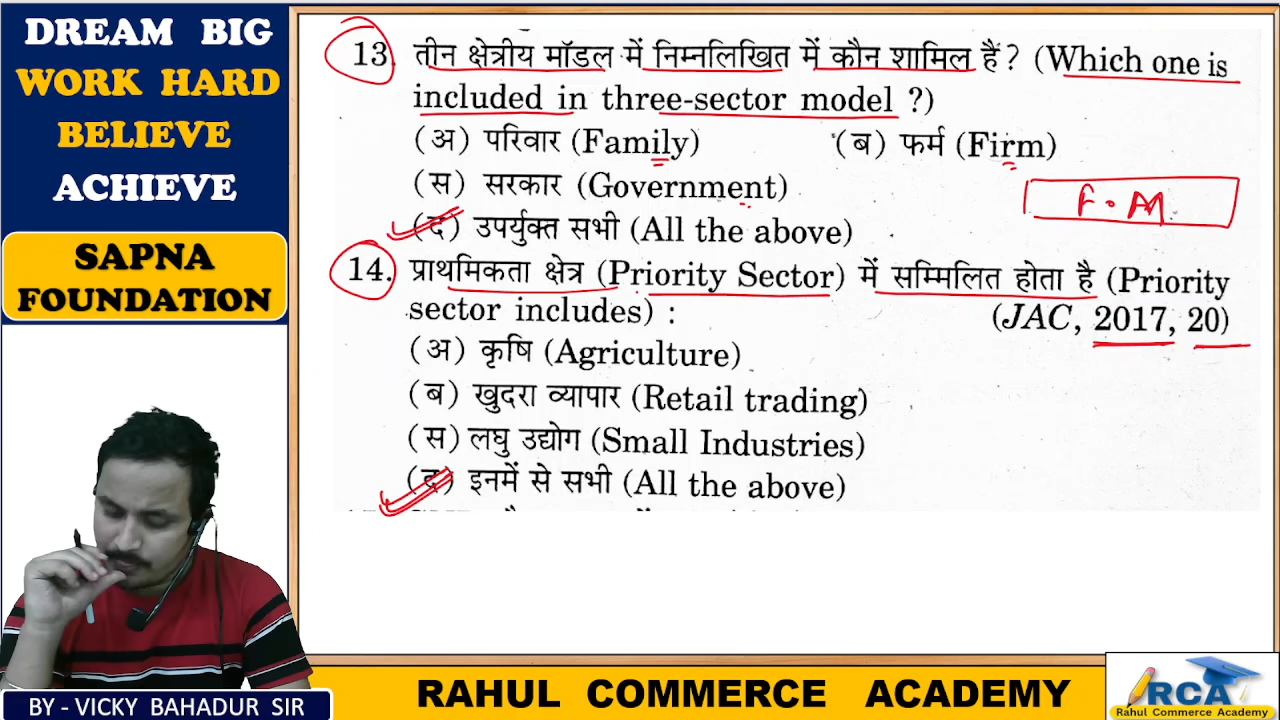 DREAM BIG
WORK HARD
BELIEVE
ACHIEVE
SAPNA
FOUNDATION
13. तीन क्षेत्रीय मॉडल में निम्नलिखित में कौन शामिल हैं? (Which one is
included in three-sector model ?)
(अ) परिवार (Family) (ब) फर्म (Firm)
(स) सरकार (Government)
F.M
(द) उपर्युक्त सभी (All the above)
14. प्राथमिकता क्षेत्र (Priority Sector) में सम्मिलित होता है (Priority
sector includes) : (JAC, 2017, 20)
(अ) कृषि (Agriculture)
(ब) खुदरा व्यापार (Retail trading)
(स) लघु उद्योग (Small Industries)
(द) इनमें से सभी (All the above)
BY - VICKY BAHADUR SIR
RAHUL COMMERCE ACADEMY
RCA
Rahul Commerce Academy